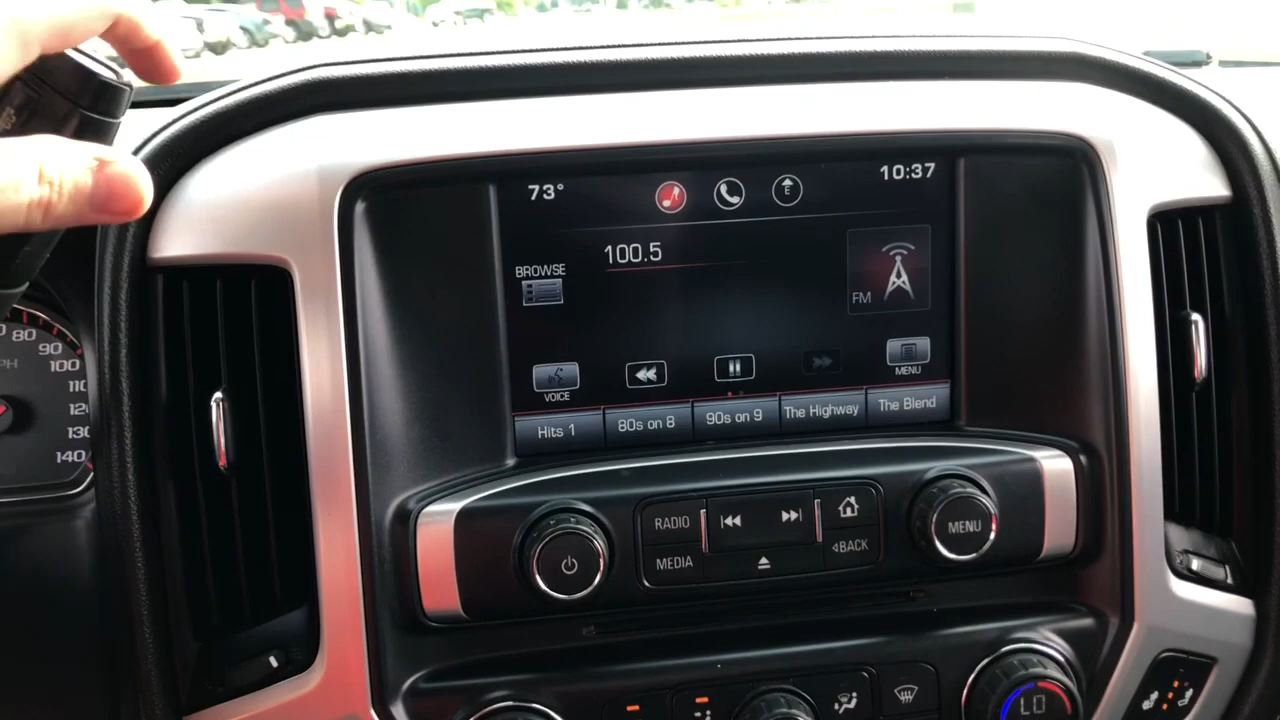 73°
10:37
E
100.5
BROWSE
FM
VOICE
MENU
Hits 1
80s on 8
90s on 9
The Highway
The Blend
80
90
100
110
130
140
RADIO
MEDIA
BACK
MENU
LO